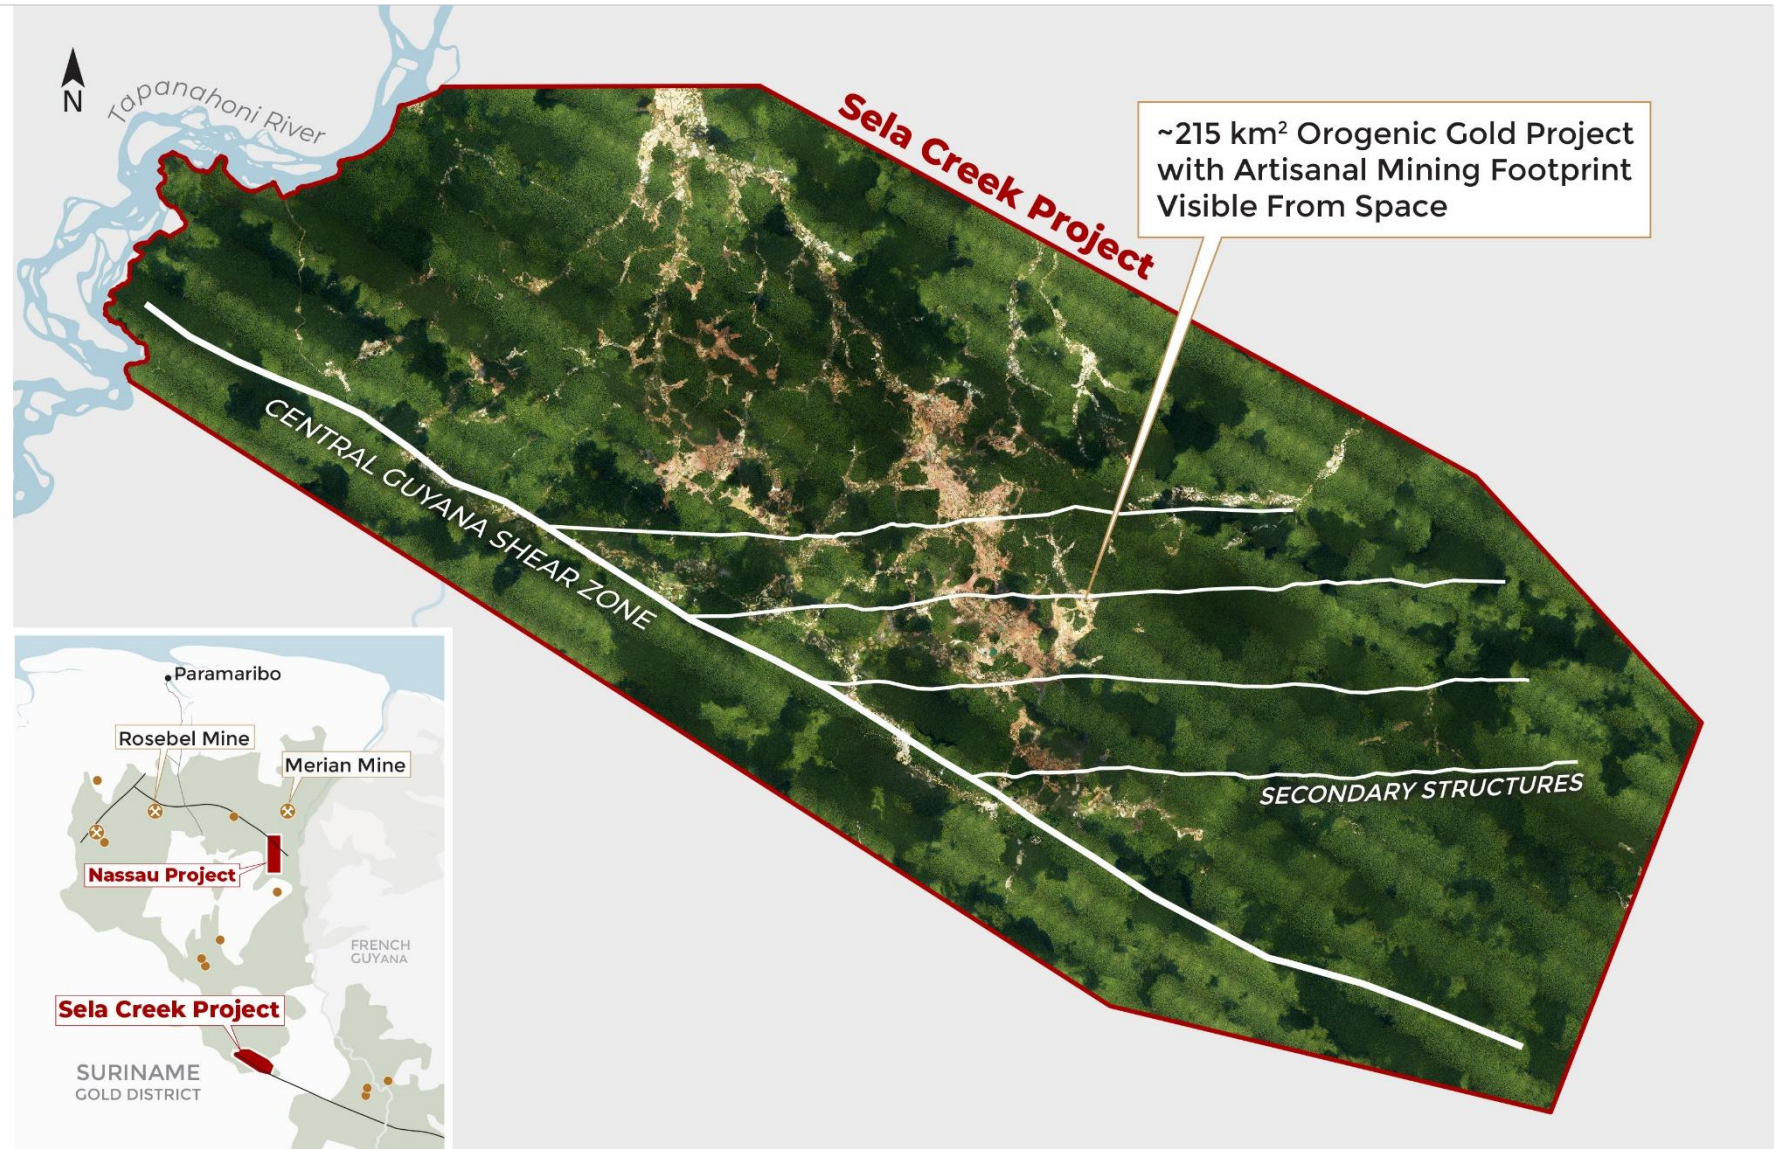 N
Tapanahoni River
Sela Creek Project
~215 km² Orogenic Gold Project
with Artisanal Mining Footprint
Visible From Space
CENTRAL GUYANA SHEAR ZONE
SECONDARY STRUCTURES
Paramaribo
Rosebel Mine
Merian Mine
Nassau Project
FRENCH
GUYANA
Sela Creek Project
SURINAME
GOLD DISTRICT